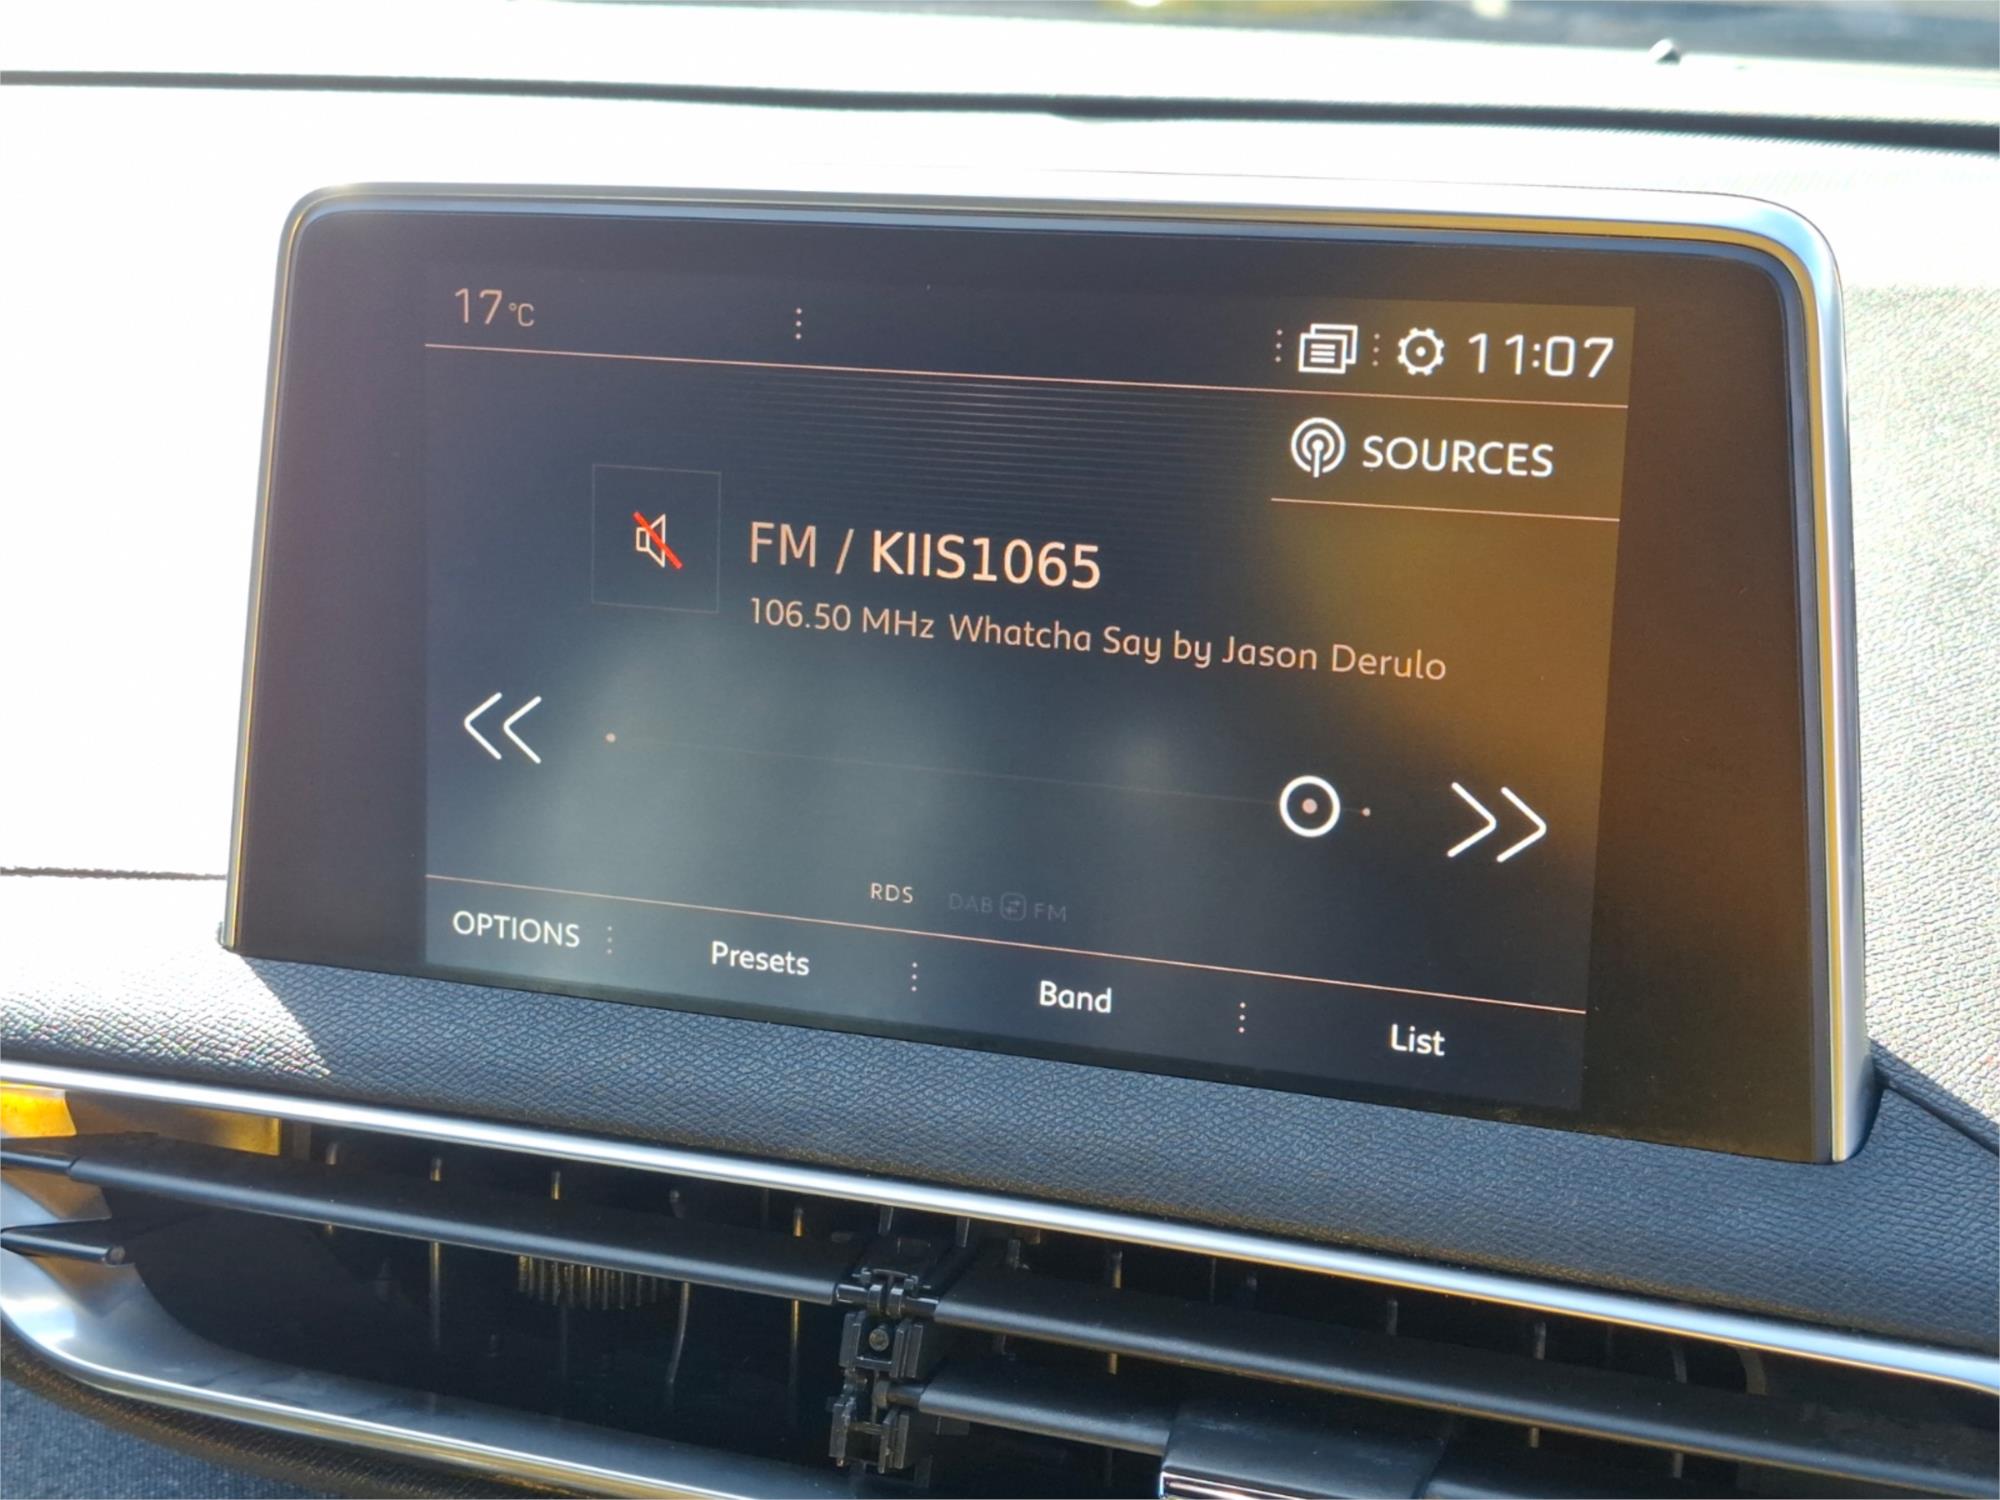 17°C
11:07
SOURCES
FM / KIIS1065
106.50 MHz Whatcha Say by Jason Derulo
RDS DAB FM
OPTIONS Presets Band List